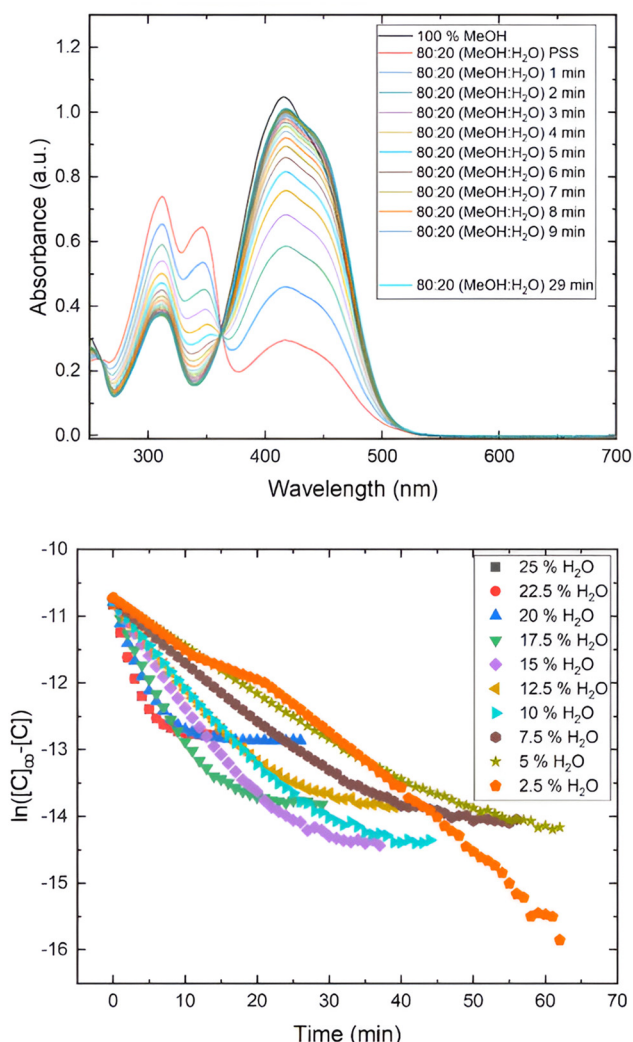 1.2
1.0
0.8
0.6
0.4
0.2
0.0
Absorbance (a.u.)
100 % MeOH
80:20 (MeOH:H₂O) PSS
80:20 (MeOH:H₂O) 1 min
80:20 (MeOH:H₂O) 2 min
80:20 (MeOH:H₂O) 3 min
80:20 (MeOH:H₂O) 4 min
80:20 (MeOH:H₂O) 5 min
80:20 (MeOH:H₂O) 6 min
80:20 (MeOH:H₂O) 7 min
80:20 (MeOH:H₂O) 8 min
80:20 (MeOH:H₂O) 9 min
80:20 (MeOH:H₂O) 29 min
300 400 500 600 700
Wavelength (nm)
-10
-11
-12
-13
-14
-15
-16
ln([C]∞-[C])
25 % H₂O
22.5 % H₂O
20 % H₂O
17.5 % H₂O
15 % H₂O
12.5 % H₂O
10 % H₂O
7.5 % H₂O
5 % H₂O
2.5 % H₂O
0 10 20 30 40 50 60 70
Time (min)